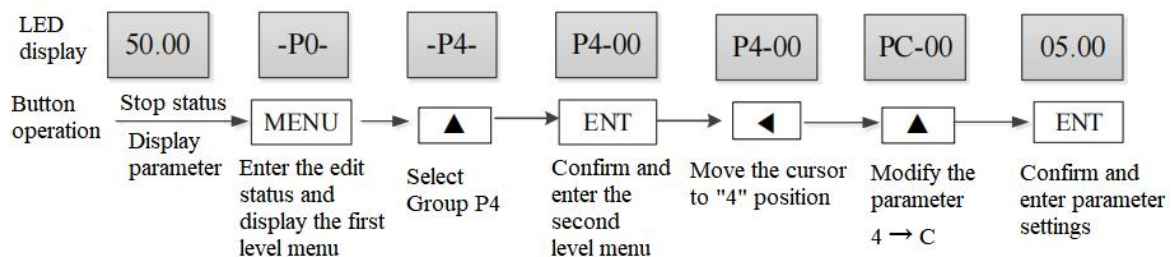 LED
display
50.00
-P0-
-P4-
P4-00
P4-00
PC-00
05.00
Button
operation
Stop status
Display
parameter
MENU
▲
ENT
◀
▲
ENT
Enter the edit
status and
display the first
level menu
Select
Group P4
Confirm and
enter the
second
level menu
Move the cursor
to "4" position
Modify the
parameter
4 → C
Confirm and
enter parameter
settings